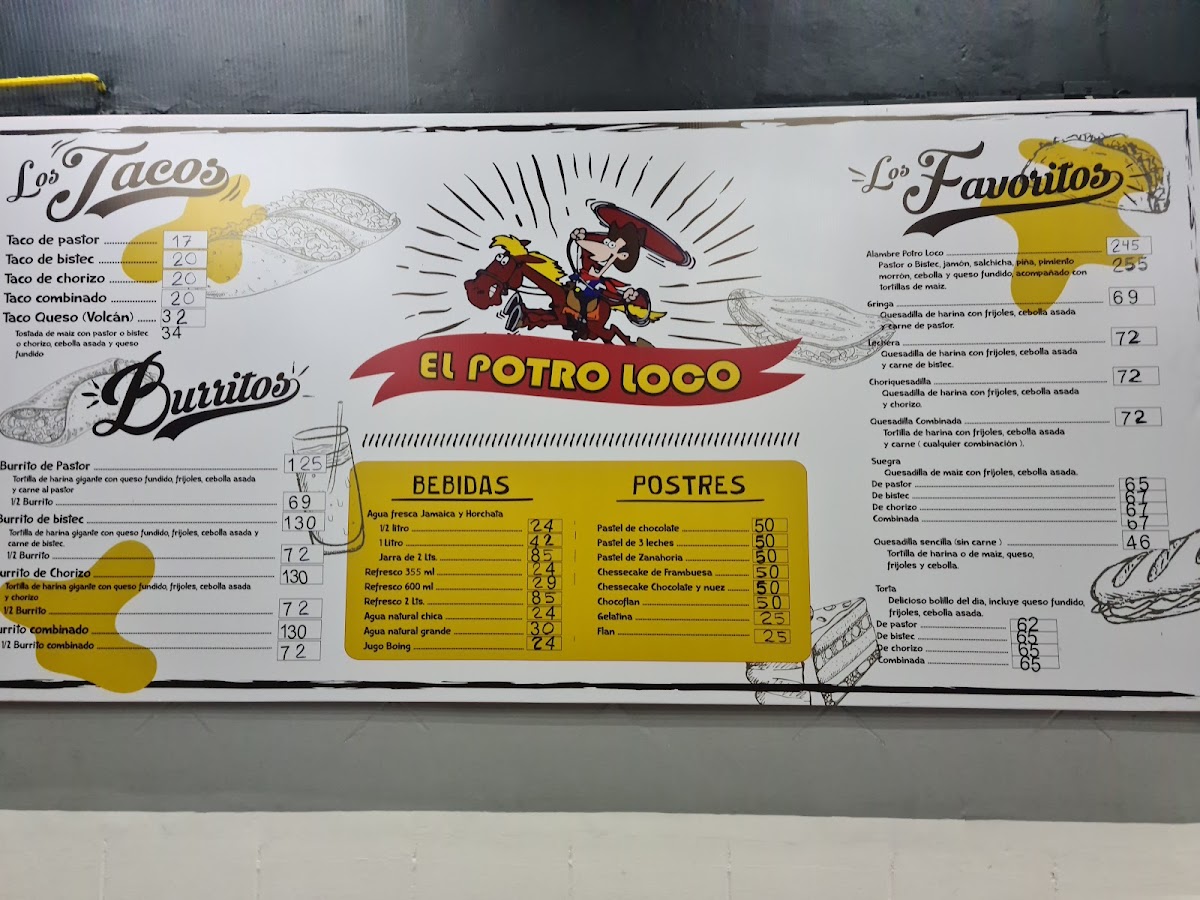 Los Tacos
Taco de pastor 17
Taco de bistec 20
Taco de chorizo 20
Taco combinado 20
Taco Queso (Volcán) 32
34
Tostada de maiz con pastor o bistec
o chorizo, cebolla asada y queso
fundido
Burritos
Burrito de Pastor 125
Tortilla de harina gigante con queso fundido, frijoles, cebolla asada
y carne al pastor
1/2 Burrito 69
Burrito de bistec 130
Tortilla de harina gigante con queso fundido, frijoles, cebolla asada y
carne de bistec.
1/2 Burrito 72
urrito de Chorizo 130
Tortilla de harina gigante con queso fundido, frijoles, cebolla asada
y chorizo
1/2 Burrito 72
urrito combinado 130
1/2 Burrito combinado 72
EL POTRO LOCO
BEBIDAS
Agua fresca Jamaica y Horchata
1/2 litro 24
1 Litro 42
Jarra de 2 Lts. 85
Refresco 355 ml 24
Refresco 600 ml 29
Refresco 2 Lts. 85
Agua natural chica 24
Agua natural grande 30
Jugo Boing 24
POSTRES
Pastel de chocolate 50
Pastel de 3 leches 50
Pastel de Zanahoria 50
Chessecake de Frambuesa 50
Chessecake Chocolate y nuez 50
Chocoflan 50
Gelatina 25
Flan 25
Los Favoritos
Alambre Potro Loco 245
255
Pastor o Bistec, jamón, salchicha, piña, pimiento
morrón, cebolla y queso fundido, acompañado con
tortillas de maiz.
Gringa 69
Quesadilla de harina con frijoles, cebolla asada
y carne de pastor.
Lechera 72
Quesadilla de harina con frijoles, cebolla asada
y carne de bistec.
Choriquesadilla 72
Quesadilla de harina con frijoles, cebolla asada
y chorizo.
Quesadilla Combinada 72
Tortilla de harina con frijoles, cebolla asada
y carne ( cualquier combinación ).
Suegra
Quesadilla de maiz con frijoles, cebolla asada.
De pastor 65
De bistec 67
De chorizo 67
Combinada 67
Quesadilla sencilla (sin carne ) 46
Tortilla de harina o de maiz, queso,
frijoles y cebolla.
Torta
Delicioso bolillo del dia, incluye queso fundido,
frijoles, cebolla asada.
De pastor 62
De bistec 65
De chorizo 65
Combinada 65